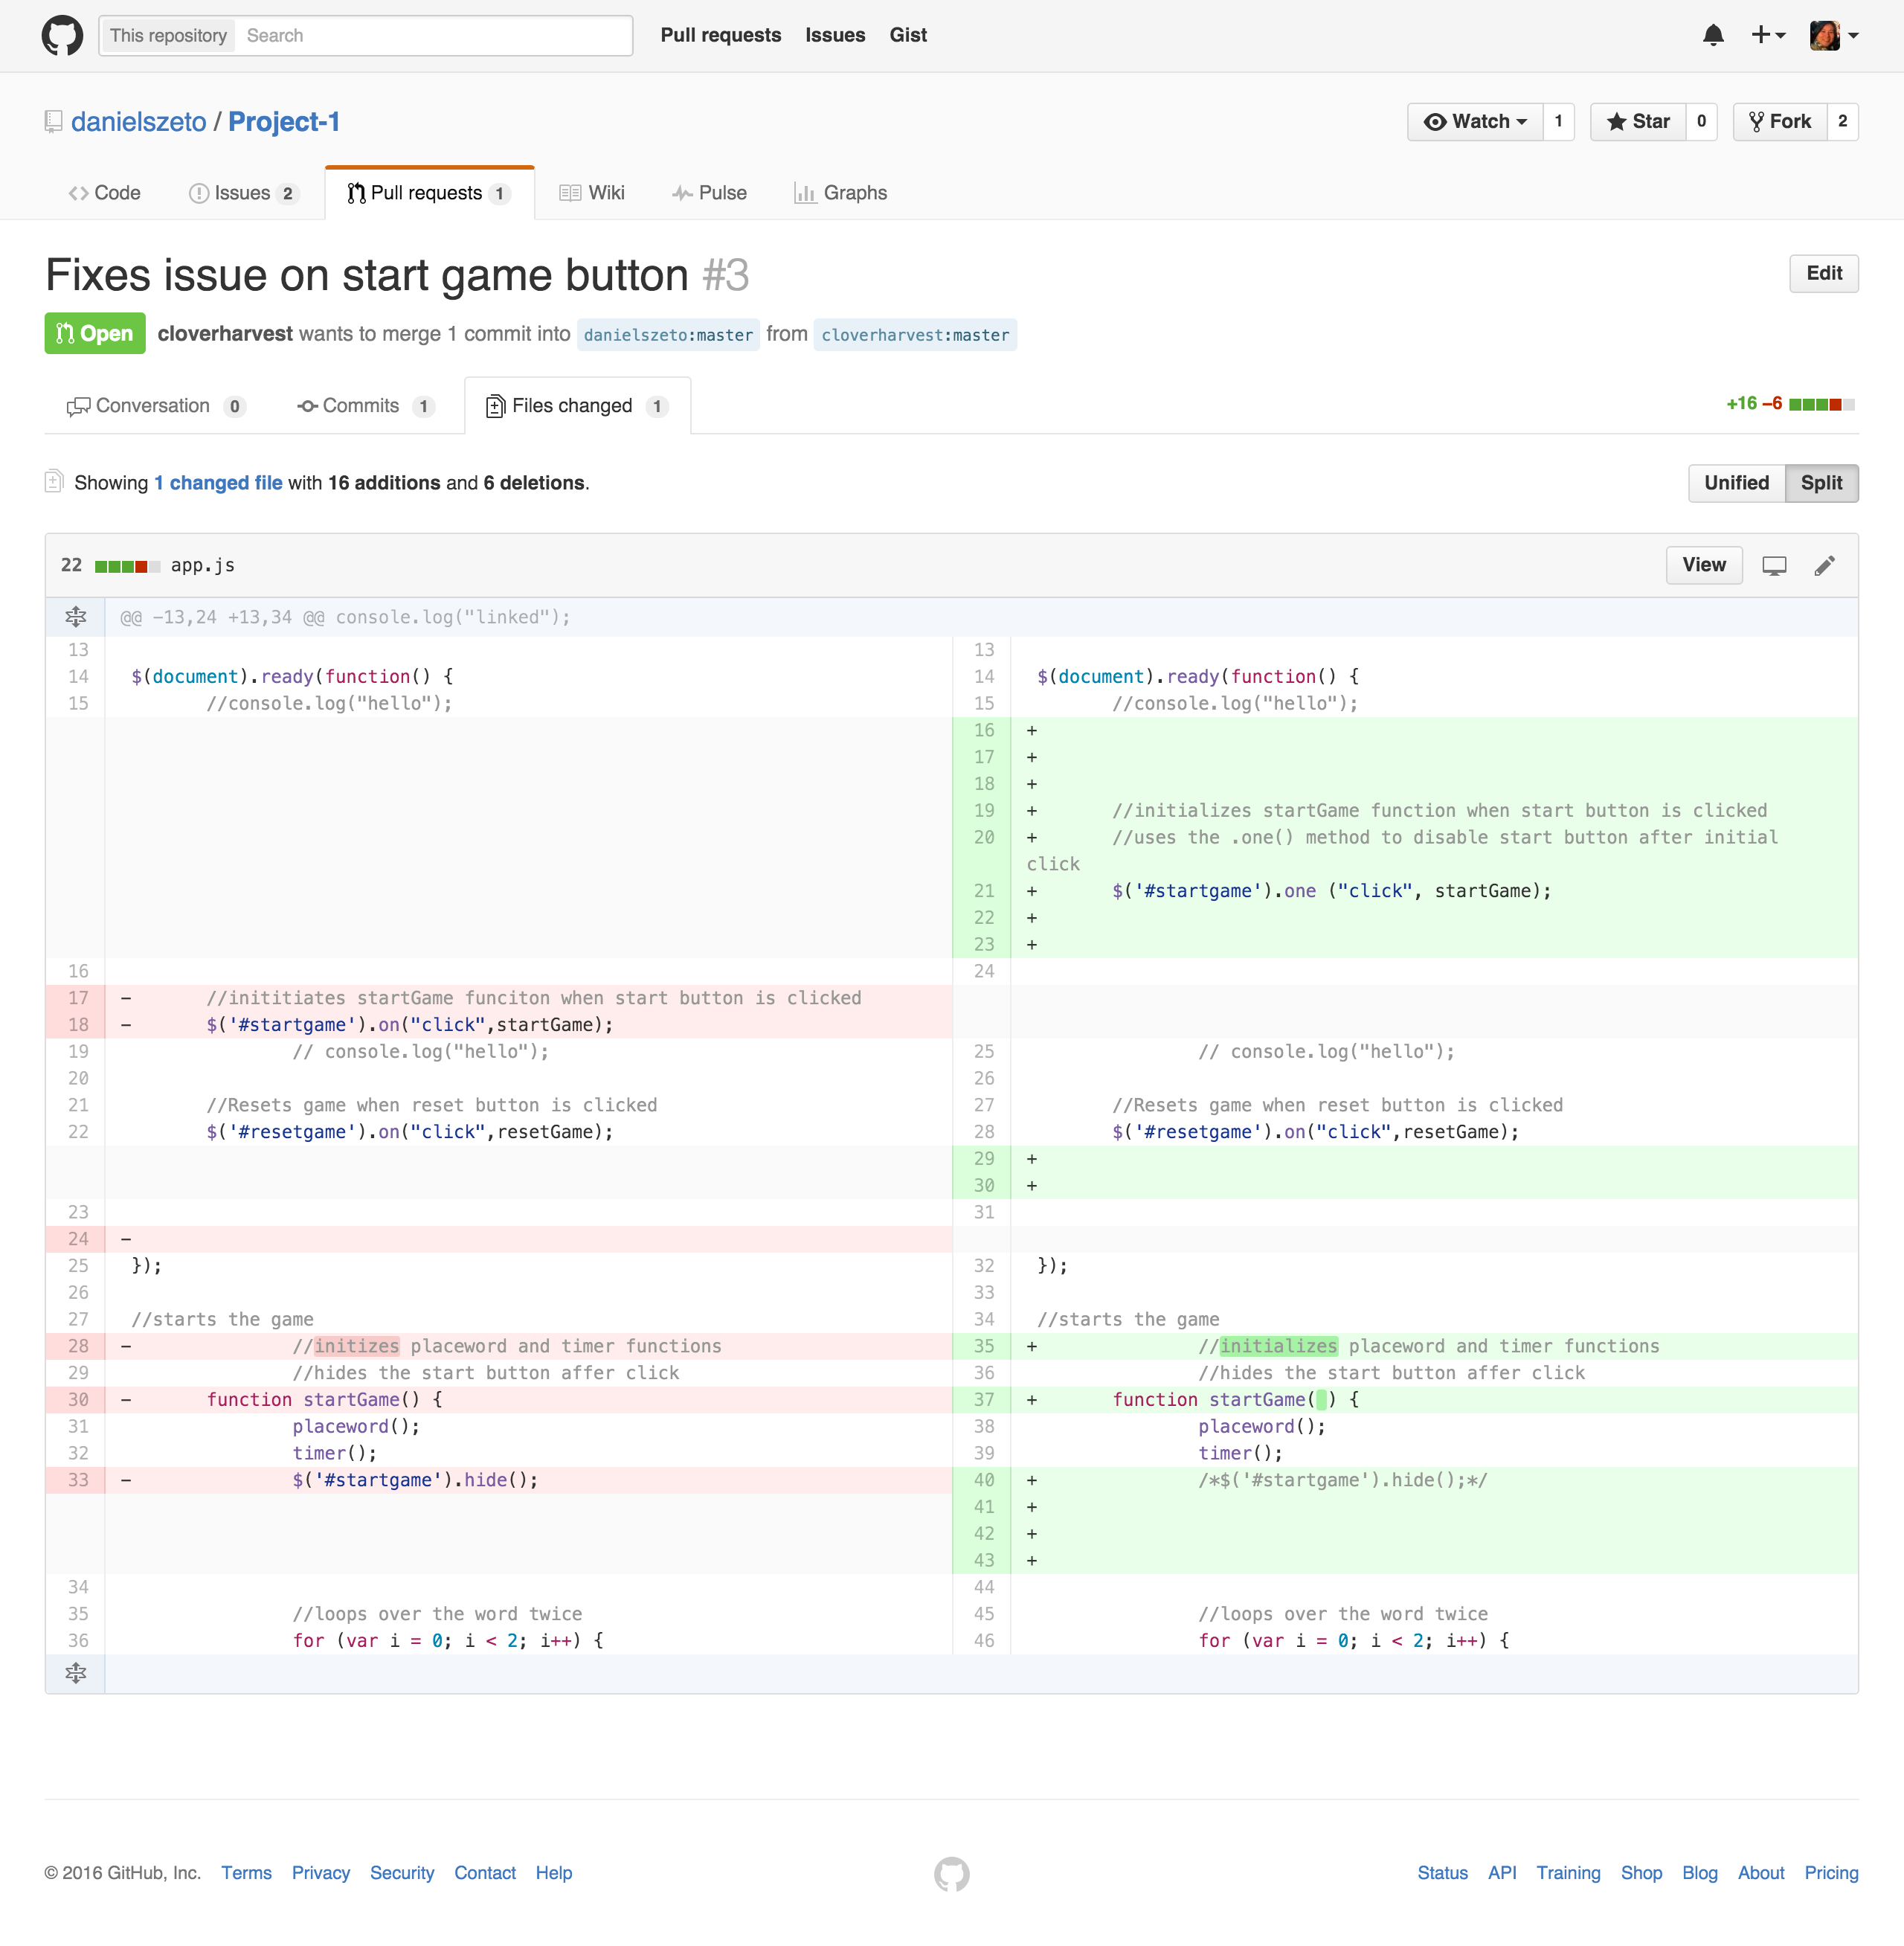 This repository Search Pull requests Issues Gist
danielszeto / Project-1 Watch 1 Star 0 Fork 2
Code Issues 2 Pull requests 1 Wiki Pulse Graphs
Fixes issue on start game button #3 Edit
Open cloverharvest wants to merge 1 commit into danielszeto:master from cloverharvest:master
Conversation 0 Commits 1 Files changed 1 +16 −6
Showing 1 changed file with 16 additions and 6 deletions. Unified Split
22 app.js View
@@ -13,24 +13,34 @@ console.log("linked");
13 13
14 $(document).ready(function() { 14 $(document).ready(function() {
15 //console.log("hello"); 15 //console.log("hello");
16 +
17 +
18 +
19 + //initializes startGame function when start button is clicked
20 + //uses the .one() method to disable start button after initial
click
21 + $('#startgame').one ("click", startGame);
22 +
23 +
16 24
17 - //inititiates startGame funciton when start button is clicked
18 - $('#startgame').on("click",startGame);
19 // console.log("hello"); 25 // console.log("hello");
20 26
21 //Resets game when reset button is clicked 27 //Resets game when reset button is clicked
22 $('#resetgame').on("click",resetGame); 28 $('#resetgame').on("click",resetGame);
29 +
30 +
23 31
24 -
25 }); 32 });
26 33
27 //starts the game 34 //starts the game
28 - //initizes placeword and timer functions 35 + //initializes placeword and timer functions
29 //hides the start button affer click 36 //hides the start button affer click
30 - function startGame() { 37 + function startGame( ) {
31 placeword(); 38 placeword();
32 timer(); 39 timer();
33 - $('#startgame').hide(); 40 + /*$('#startgame').hide();*/
41 +
42 +
43 +
34 44
35 //loops over the word twice 45 //loops over the word twice
36 for (var i = 0; i < 2; i++) { 46 for (var i = 0; i < 2; i++) {
© 2016 GitHub, Inc. Terms Privacy Security Contact Help Status API Training Shop Blog About Pricing